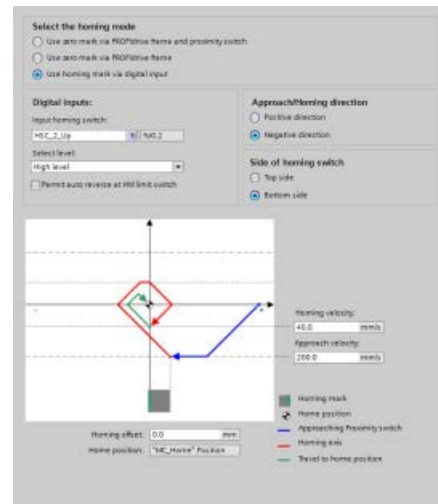 Select the homing mode
Use zero mark via PROFIdrive frame and proximity switch
Use zero mark via PROFIdrive frame
Use homing mark via digital input
Digital inputs:
Input homing switch:
HSC_2_Up
%I0.2
Select level:
High level
Permit auto reverse at HW limit switch
Approach/Homing direction
Positive direction
Negative direction
Side of homing switch
Top side
Bottom side
-
+
Homing velocity:
40.0 mm/s
Approach velocity:
200.0 mm/s
Homing mark
Home position
Approaching Proximity switch
Homing axis
Travel to home position
Homing offset: 0.0 mm
Home position: "MC_Home" Position